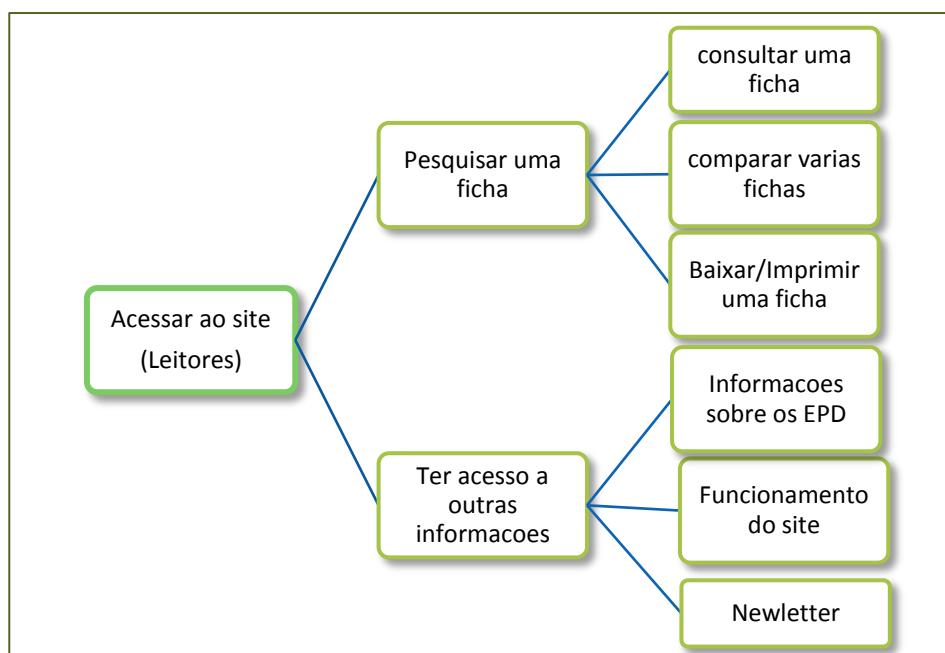 Acessar ao site
(Leitores)
Pesquisar uma
ficha
consultar uma
ficha
comparar varias
fichas
Baixar/Imprimir
uma ficha
Ter acesso a
outras
informacoes
Informacoes
sobre os EPD
Funcionamento
do site
Newletter